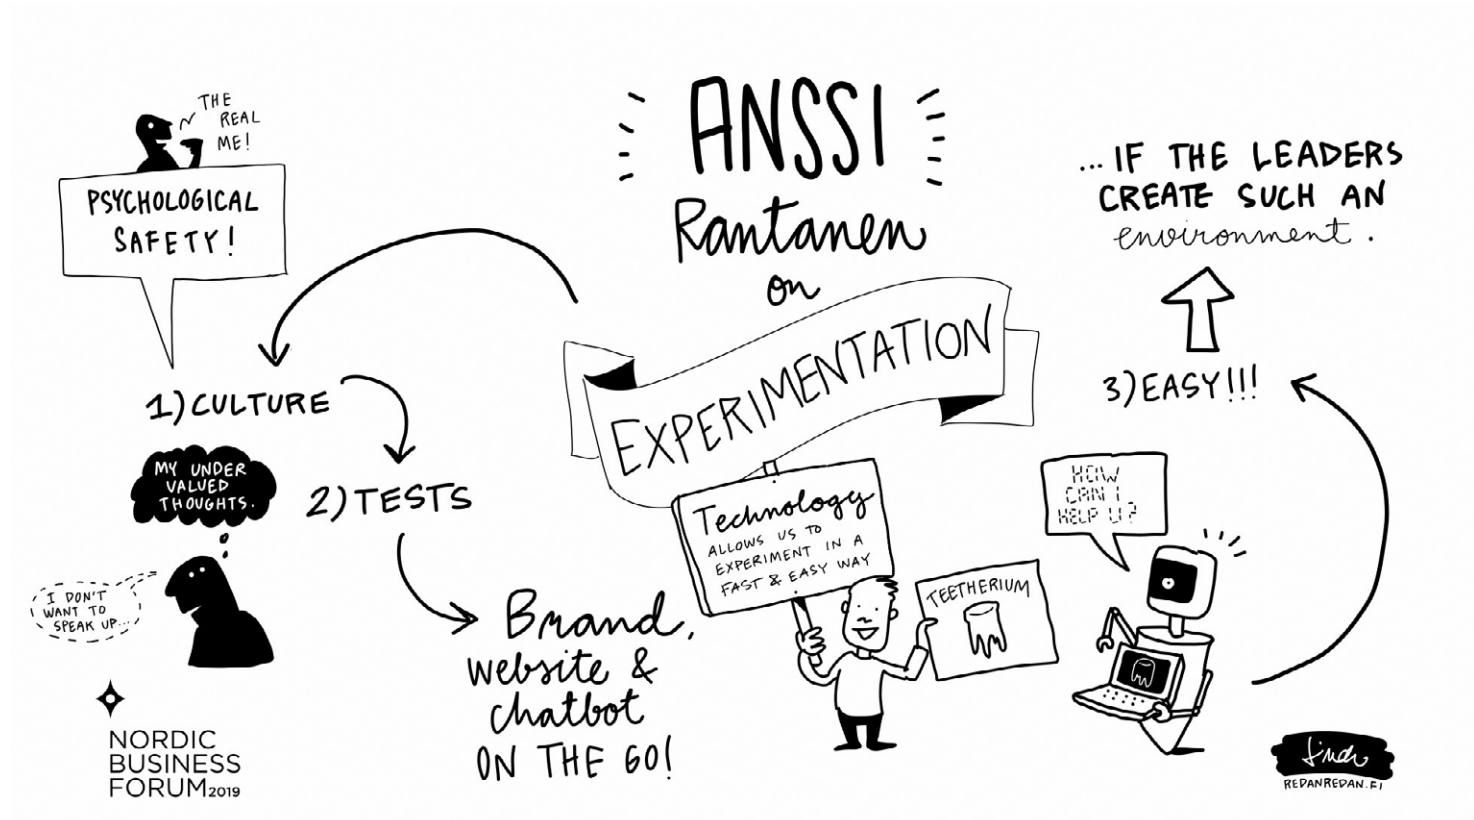 THE
REAL
ME!
PSYCHOLOGICAL
SAFETY!
1) CULTURE
MY UNDER
VALUED
THOUGHTS.
I DON'T
WANT TO
SPEAK UP...
2) TESTS
Brand,
website &
chatbot
ON THE GO!
NORDIC
BUSINESS
FORUM 2019
ANSSI
Rantanen
on
EXPERIMENTATION
Technology
ALLOWS US TO
EXPERIMENT IN A
FAST & EASY WAY
TEETHERIUM
HOW
CAN I
HELP U?
3) EASY!!!
... IF THE LEADERS
CREATE SUCH AN
environment.
REDANREDAN.FI